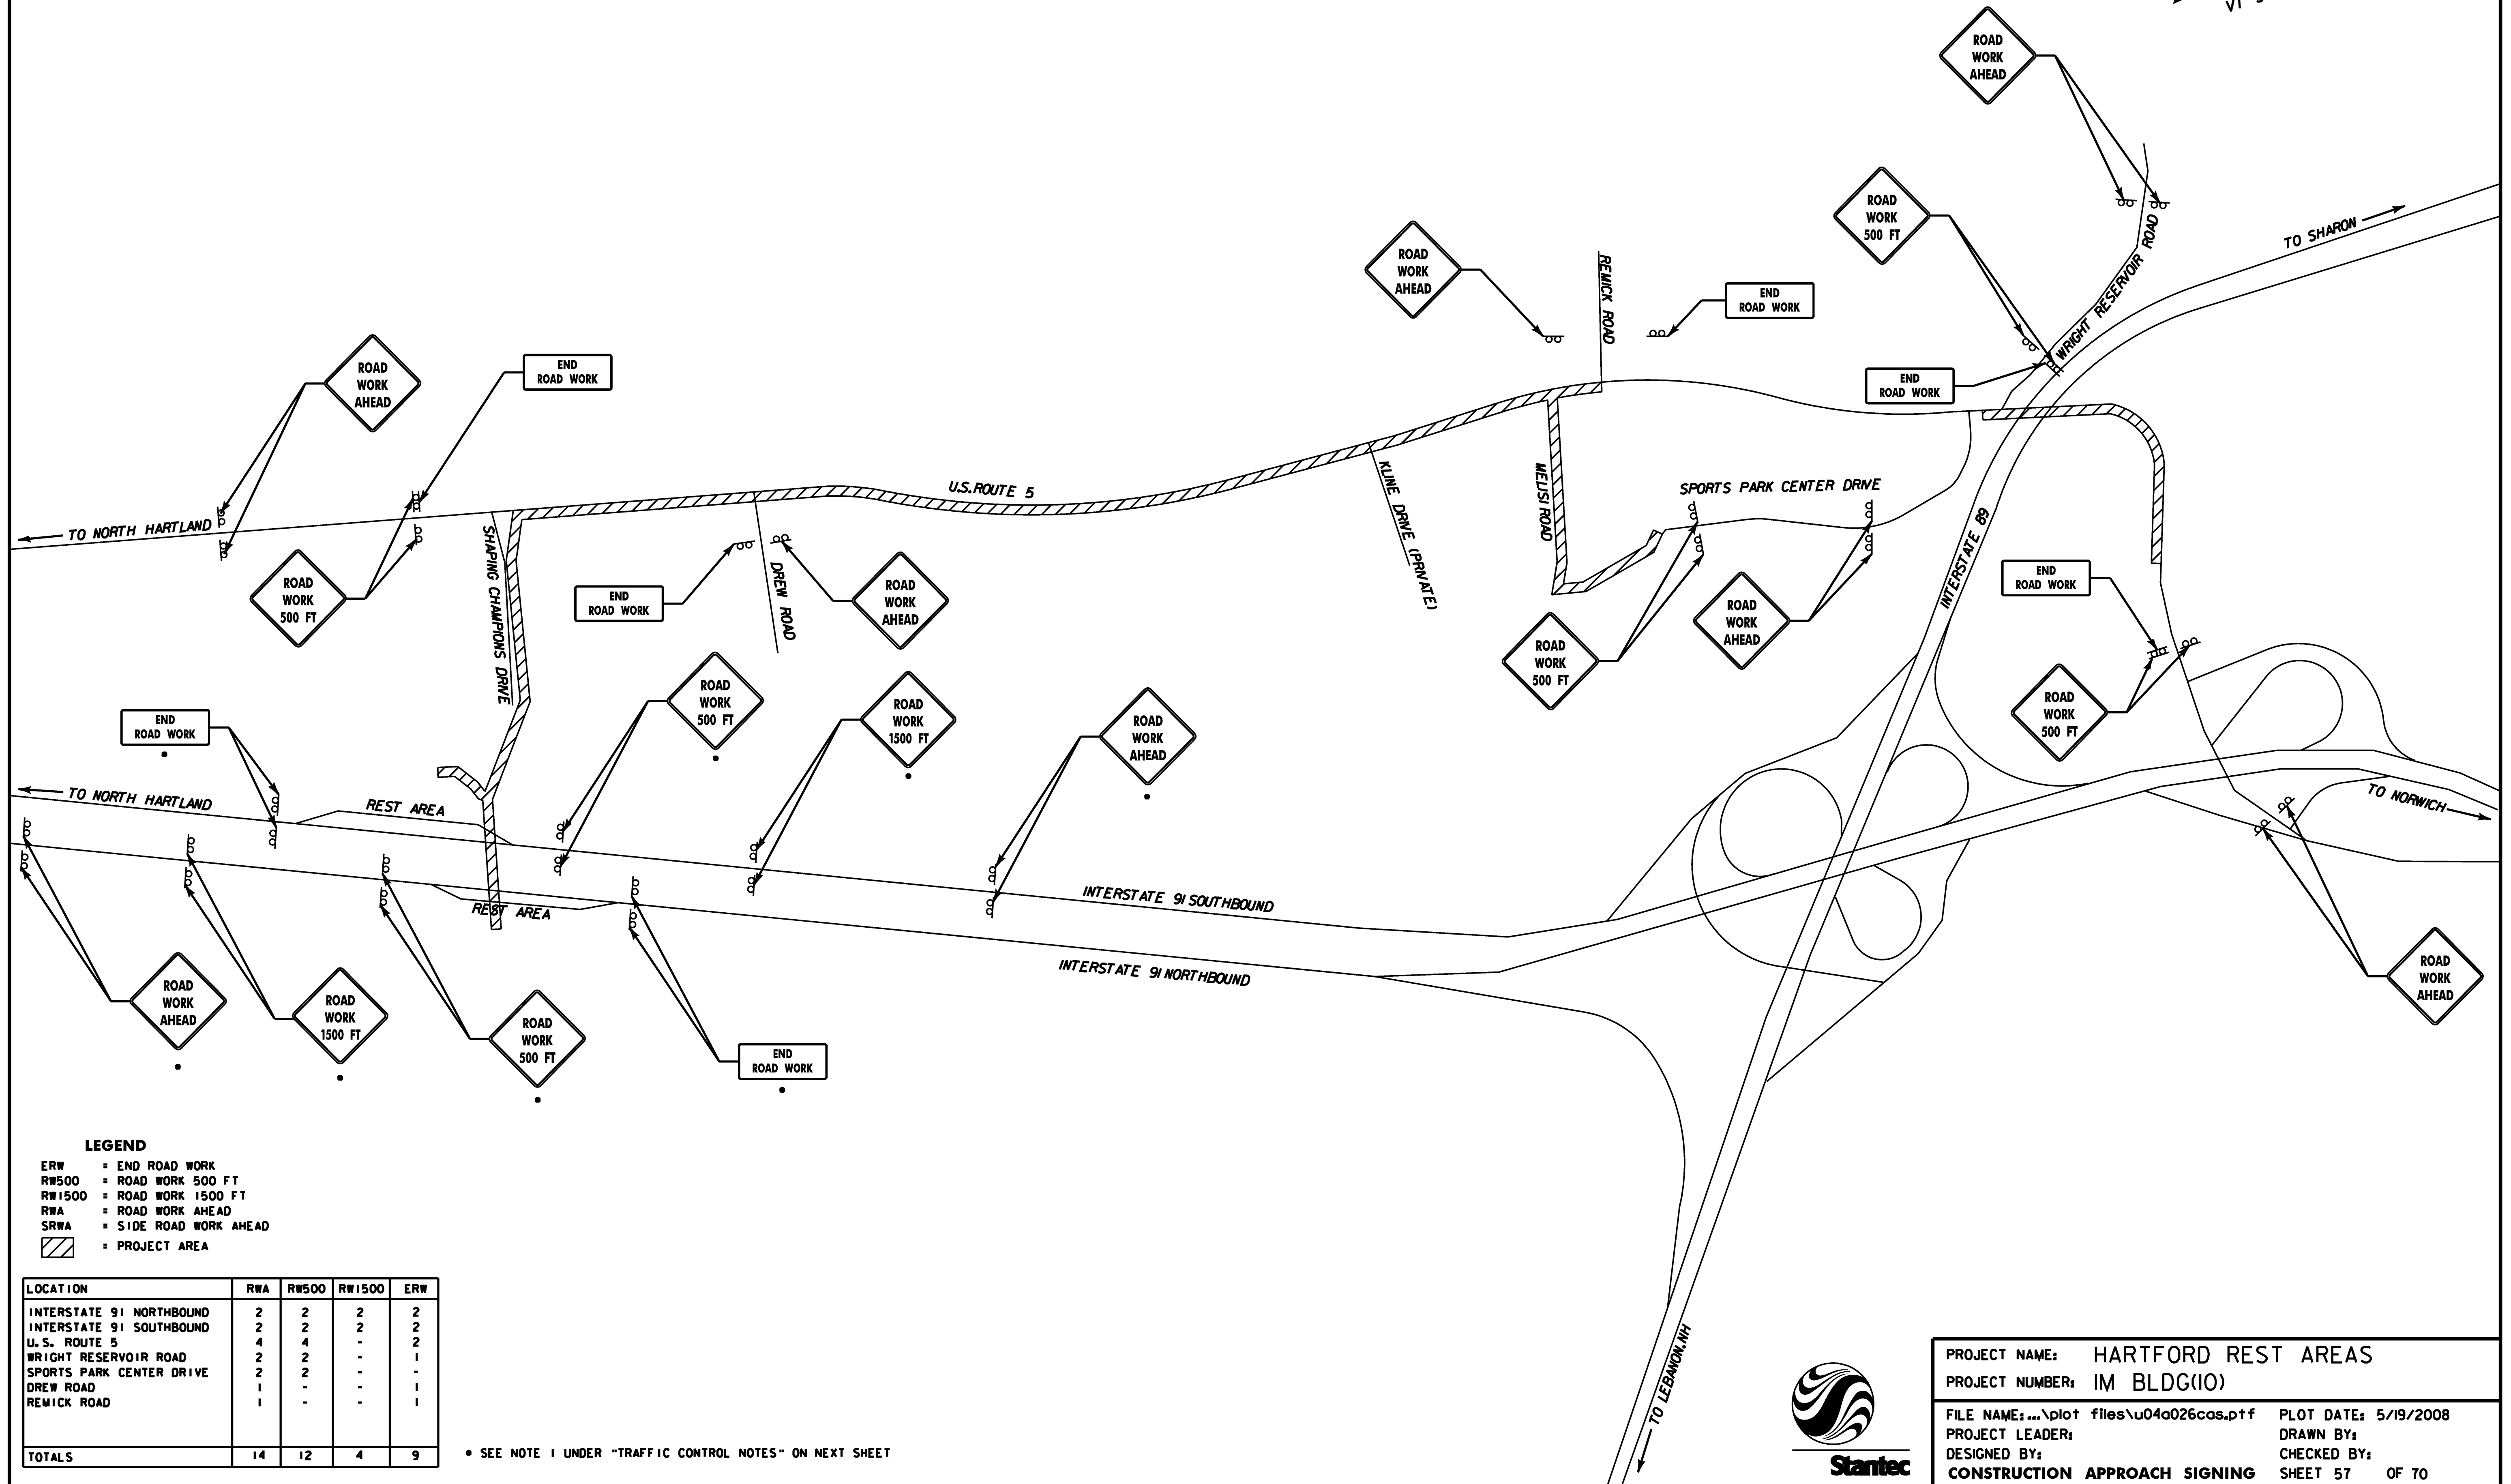 VT
ROAD
WORK
AHEAD
ROAD
WORK
500 FT
TO SHARON
WRIGHT RESERVOIR ROAD
ROAD
WORK
AHEAD
REMICK ROAD
END
ROAD WORK
END
ROAD WORK
ROAD
WORK
AHEAD
END
ROAD WORK
TO NORTH HARTLAND
U.S.ROUTE 5
KLINE DRIVE (PRIVATE)
MELISI ROAD
SPORTS PARK CENTER DRIVE
INTERSTATE 89
ROAD
WORK
500 FT
SHAPING CHAMPIONS DRIVE
END
ROAD WORK
DREW ROAD
ROAD
WORK
AHEAD
ROAD
WORK
500 FT
ROAD
WORK
AHEAD
END
ROAD WORK
ROAD
WORK
500 FT
END
ROAD WORK
•
ROAD
WORK
500 FT
•
ROAD
WORK
1500 FT
•
ROAD
WORK
AHEAD
•
TO NORTH HARTLAND
REST AREA
TO NORWICH
REST AREA
INTERSTATE 91 SOUTHBOUND
INTERSTATE 91 NORTHBOUND
ROAD
WORK
AHEAD
•
ROAD
WORK
1500 FT
•
ROAD
WORK
500 FT
•
END
ROAD WORK
•
ROAD
WORK
AHEAD
TO LEBANON,NH
LEGEND
ERW = END ROAD WORK
RW500 = ROAD WORK 500 FT
RW1500 = ROAD WORK 1500 FT
RWA = ROAD WORK AHEAD
SRWA = SIDE ROAD WORK AHEAD
= PROJECT AREA
LOCATION RWA RW500 RW1500 ERW
INTERSTATE 91 NORTHBOUND 2 2 2 2
INTERSTATE 91 SOUTHBOUND 2 2 2 2
U.S. ROUTE 5 4 4 - 2
WRIGHT RESERVOIR ROAD 2 2 - 1
SPORTS PARK CENTER DRIVE 2 2 - -
DREW ROAD 1 - - 1
REMICK ROAD 1 - - 1
TOTALS 14 12 4 9
• SEE NOTE 1 UNDER "TRAFFIC CONTROL NOTES" ON NEXT SHEET
Stantec
PROJECT NAME: HARTFORD REST AREAS
PROJECT NUMBER: IM BLDG(10)
FILE NAME:...\plot files\u04a026cas.ptf PLOT DATE: 5/19/2008
PROJECT LEADER: DRAWN BY:
DESIGNED BY: CHECKED BY:
CONSTRUCTION APPROACH SIGNING SHEET 57 OF 70